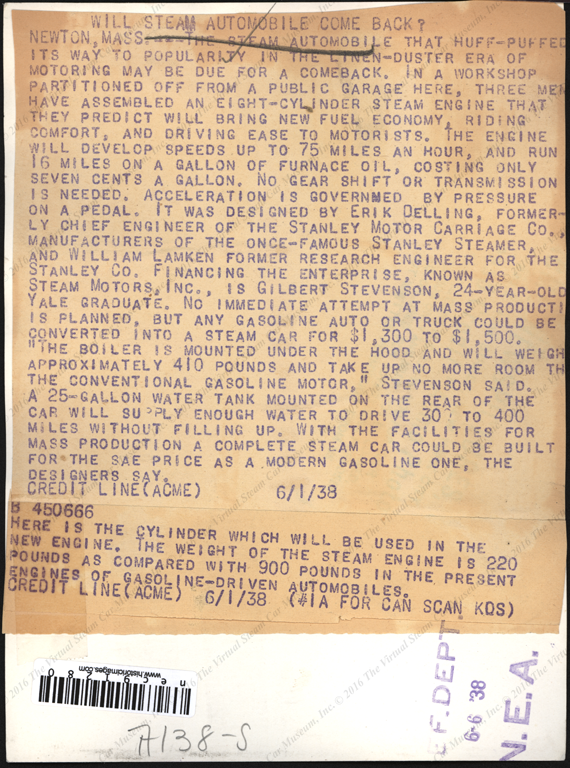 WILL STEAM AUTOMOBILE COME BACK?
NEWTON, MASS.--- THE STEAM AUTOMOBILE THAT HUFF-PUFFED
ITS WAY TO POPULARITY IN THE LINEN-DUSTER ERA OF
MOTORING MAY BE DUE FOR A COMEBACK. IN A WORKSHOP
PARTITIONED OFF FROM A PUBLIC GARAGE HERE, THREE MEN
HAVE ASSEMBLED AN EIGHT-CYLINDER STEAM ENGINE THAT
THEY PREDICT WILL BRING NEW FUEL ECONOMY, RIDING
COMFORT, AND DRIVING EASE TO MOTORISTS. THE ENGINE
WILL DEVELOP SPEEDS UP TO 75 MILES AN HOUR, AND RUN
16 MILES ON A GALLON OF FURNACE OIL, COSTING ONLY
SEVEN CENTS A GALLON. NO GEAR SHIFT OR TRANSMISSION
IS NEEDED. ACCELERATION IS GOVERNMED BY PRESSURE
ON A PEDAL. IT WAS DESIGNED BY ERIK DELLING, FORMER-
LY CHIEF ENGINEER OF THE STANLEY MOTOR CARRIAGE CO.,
MANUFACTURERS OF THE ONCE-FAMOUS STANLEY STEAMER,
AND WILLIAM LAMKEN FORMER RESEARCH ENGINEER FOR THE
STANLEY CO. FINANCING THE ENTERPRISE, KNOWN AS
STEAM MOTORS, INC., IS GILBERT STEVENSON, 24-YEAR-OLD
YALE GRADUATE. NO IMMEDIATE ATTEMPT AT MASS PRODUCTI
IS PLANNED, BUT ANY GASOLINE AUTO OR TRUCK COULD BE
CONVERTED INTO A STEAM CAR FOR $1,300 TO $1,500.
"THE BOILER IS MOUNTED UNDER THE HOOD AND WILL WEIGH
APPROXIMATELY 410 POUNDS AND TAKE UP NO MORE ROOM TH
THE CONVENTIONAL GASOLINE MOTOR," STEVENSON SAID.
A 25-GALLON WATER TANK MOUNTED ON THE REAR OF THE
CAR WILL SUPPLY ENOUGH WATER TO DRIVE 300 TO 400
MILES WITHOUT FILLING UP. WITH THE FACILITIES FOR
MASS PRODUCTION A COMPLETE STEAM CAR COULD BE BUILT
FOR THE SAE PRICE AS A MODERN GASOLINE ONE, THE
DESIGNERS SAY.
CREDIT LINE(ACME) 6/1/38
B 450666
HERE IS THE CYLINDER WHICH WILL BE USED IN THE
NEW ENGINE. THE WEIGHT OF THE STEAM ENGINE IS 220
POUNDS AS COMPARED WITH 900 POUNDS IN THE PRESENT
ENGINES OF GASOLINE-DRIVEN AUTOMOBILES.
CREDIT LINE(ACME) 6/1/38 (#1A FOR CAN SCAN KQS)
nec91280
www.historicimages.com
A138-S
F. DEPT
6-6 '38
N.E.A.
© 2016 The Virtual Steam Car Museum, Inc.